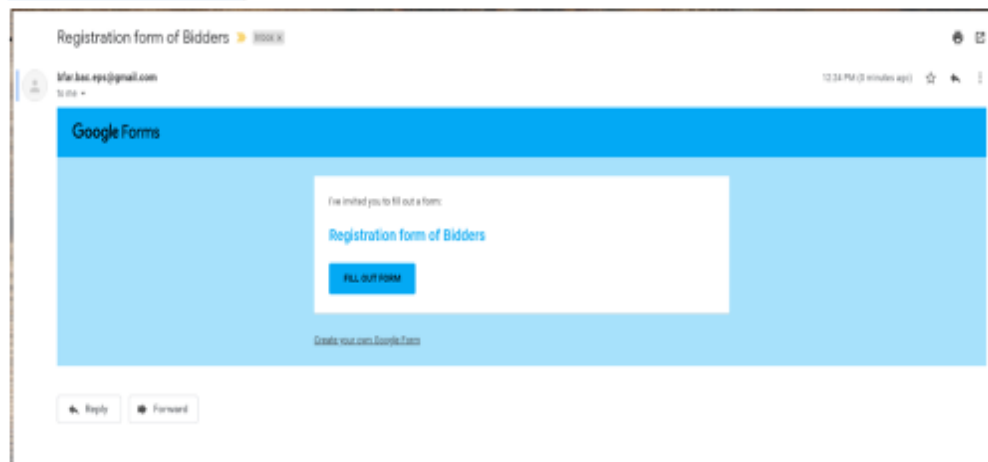 Registration form of Bidders Inbox x
bfar.bac.eps@gmail.com 12:34 PM (0 minutes ago)
to me
Google Forms
I've invited you to fill out a form:
Registration form of Bidders
FILL OUT FORM
Create your own Google Form
Reply Forward